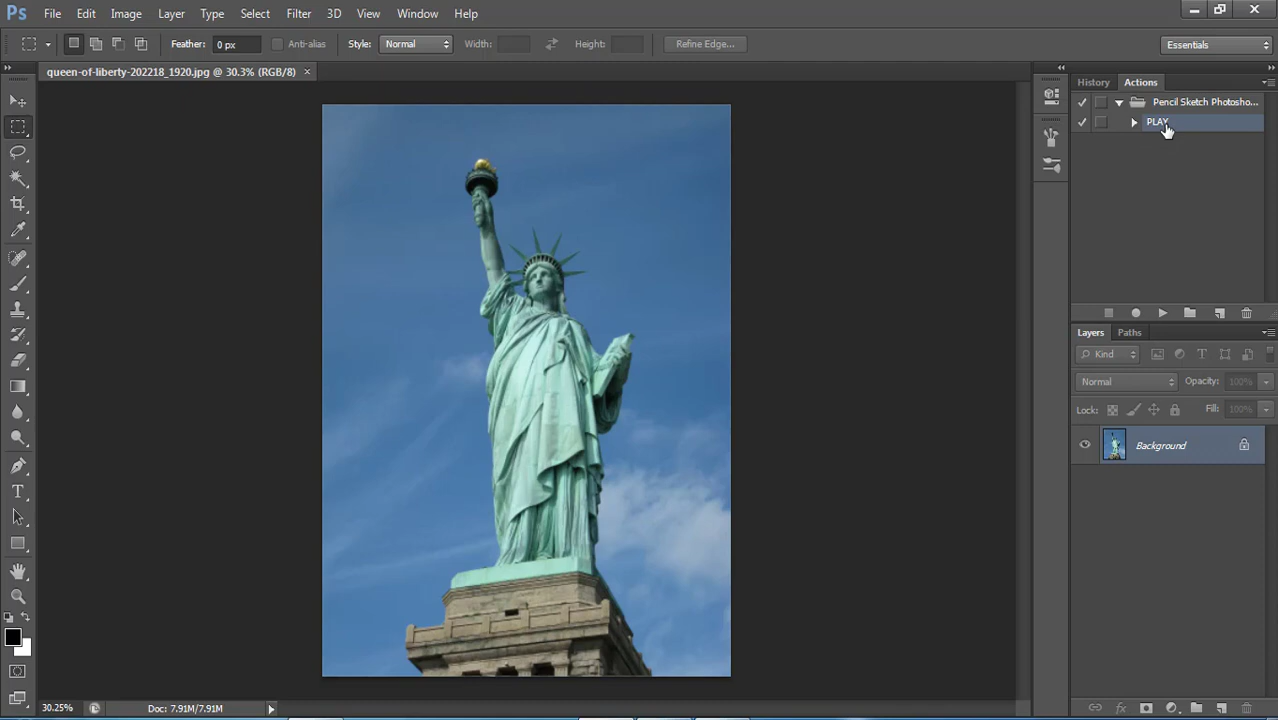 Ps File Edit Image Layer Type Select Filter 3D View Window Help
Feather: 0 px Anti-alias Style: Normal Width: Height: Refine Edge... Essentials
queen-of-liberty-202218_1920.jpg @ 30.3% (RGB/8) ×
History Actions
Pencil Sketch Photosho...
PLAY
Layers Paths
Kind
Normal Opacity: 100%
Lock: Fill: 100%
Background
30.25% Doc: 7.91M/7.91M